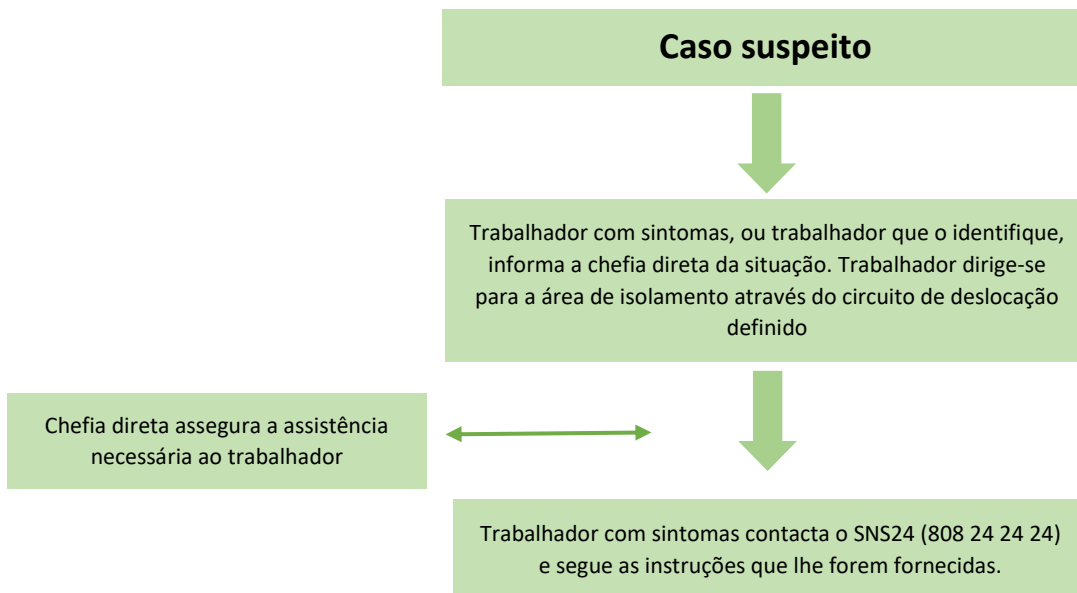 Caso suspeito
Trabalhador com sintomas, ou trabalhador que o identifique,
informa a chefia direta da situação. Trabalhador dirige-se
para a área de isolamento através do circuito de deslocação
definido
Chefia direta assegura a assistência
necessária ao trabalhador
Trabalhador com sintomas contacta o SNS24 (808 24 24 24)
e segue as instruções que lhe forem fornecidas.